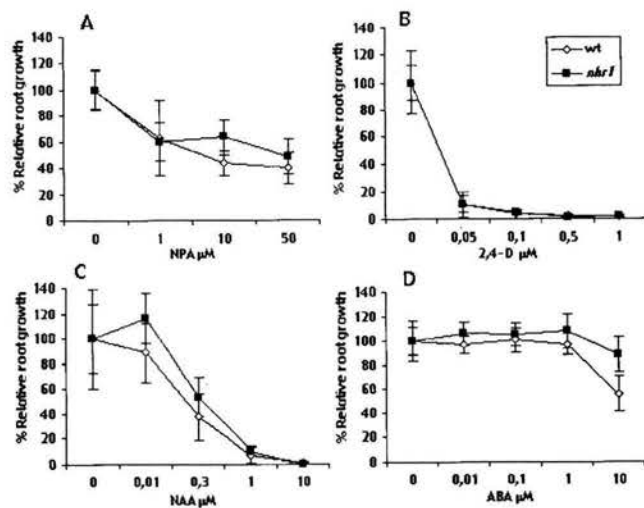 A
% Relative root growth
140
120
100
80
60
40
20
0
0 1 10 50
NPA µM
B
% Relative root growth
140
120
100
80
60
40
20
0
0 0,05 0,1 0,5 1
2,4-D µM
wt
nhr1
C
% Relative root growth
140
120
100
80
60
40
20
0
0 0,01 0,3 1 10
NAA µM
D
% Relative root growth
140
120
100
80
60
40
20
0
0 0,01 0,1 1 10
ABA µM